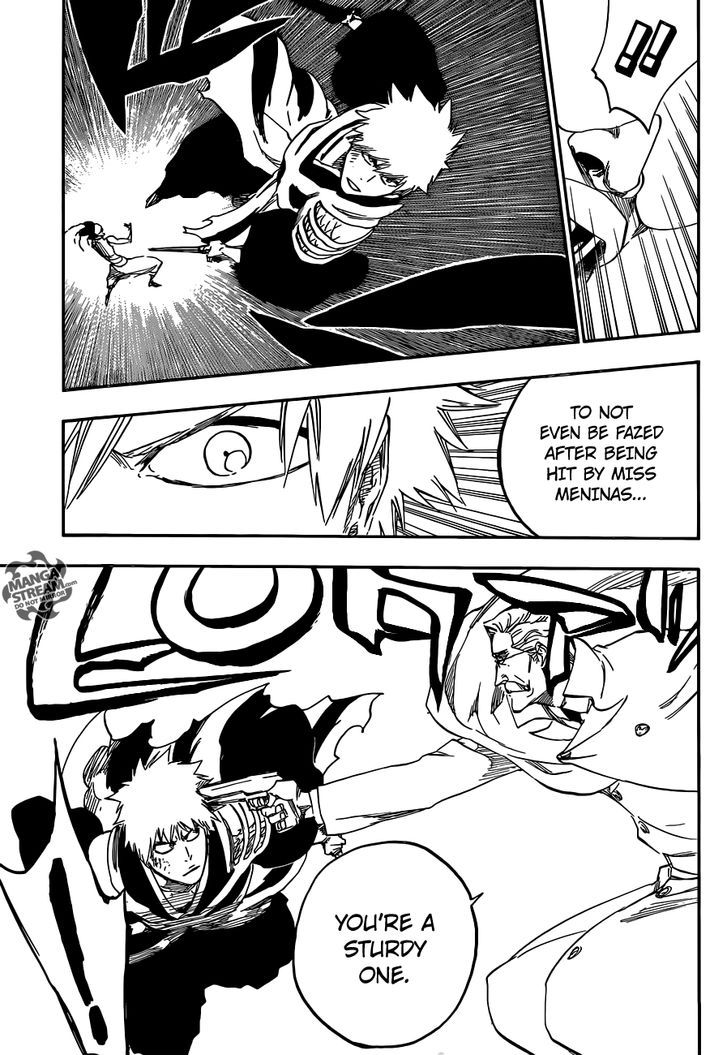 !!
TO NOT
EVEN BE FAZED
AFTER BEING
HIT BY MISS
MENINAS...
MANGA
STREAM.com
DO NOT MIRROR
YOU'RE A
STURDY
ONE.